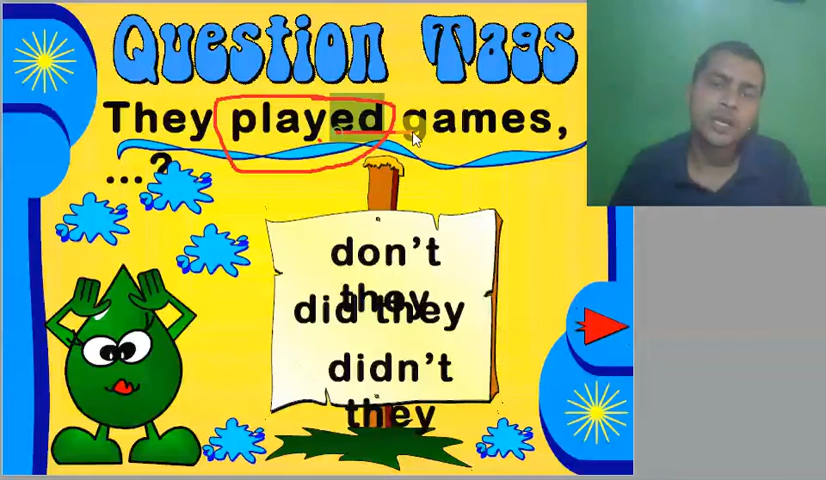 Question Tags
They played games,
...?
don't
they
did they
didn't
they